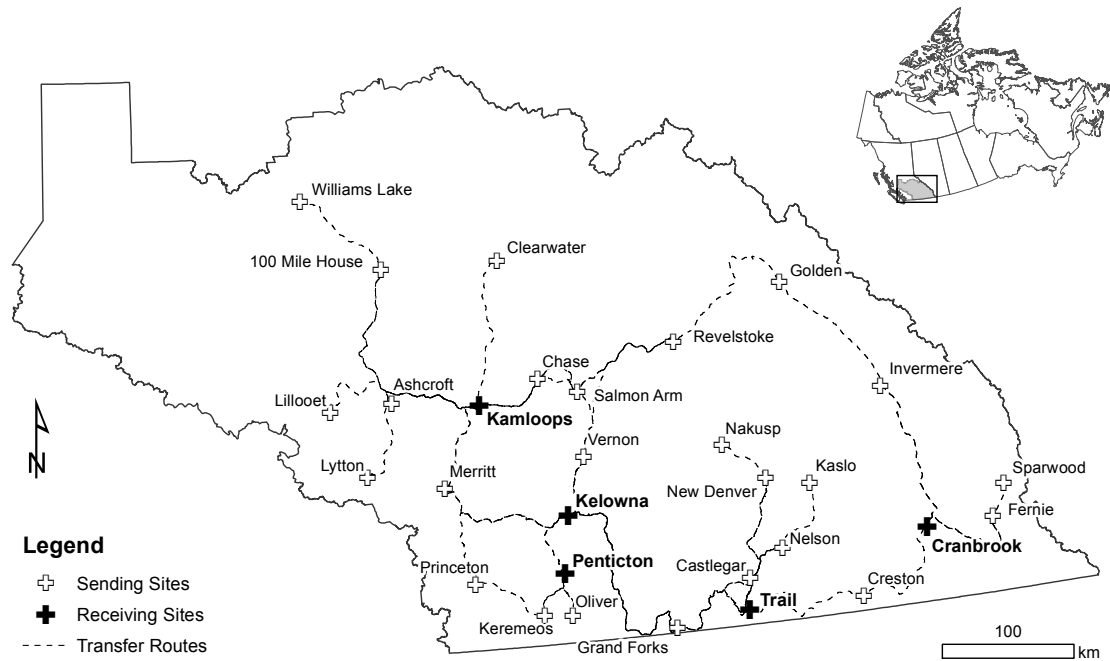 Williams Lake
100 Mile House
Clearwater
Golden
Revelstoke
Chase
Invermere
Ashcroft
Lillooet
Salmon Arm
Kamloops
Nakusp
Vernon
Kaslo
Sparwood
Lytton
Merritt
New Denver
Kelowna
Fernie
N
Nelson
Cranbrook
Legend
Penticton
Castlegar
Princeton
Creston
Sending Sites
Oliver
Trail
Receiving Sites
Keremeos
100
Transfer Routes
Grand Forks
km